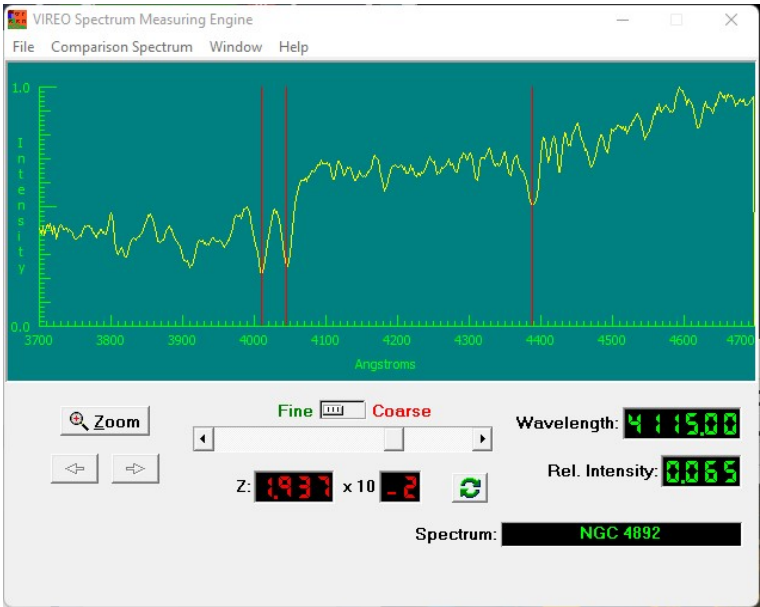 VIREO Spectrum Measuring Engine
File Comparison Spectrum Window Help
1.0
Intensity
0.0
3700 3800 3900 4000 4100 4200 4300 4400 4500 4600 4700
Angstroms
Zoom
Fine Coarse
Wavelength: 4115.00
Rel. Intensity: 0.065
Z: 1.937 x 10 -2
Spectrum: NGC 4892